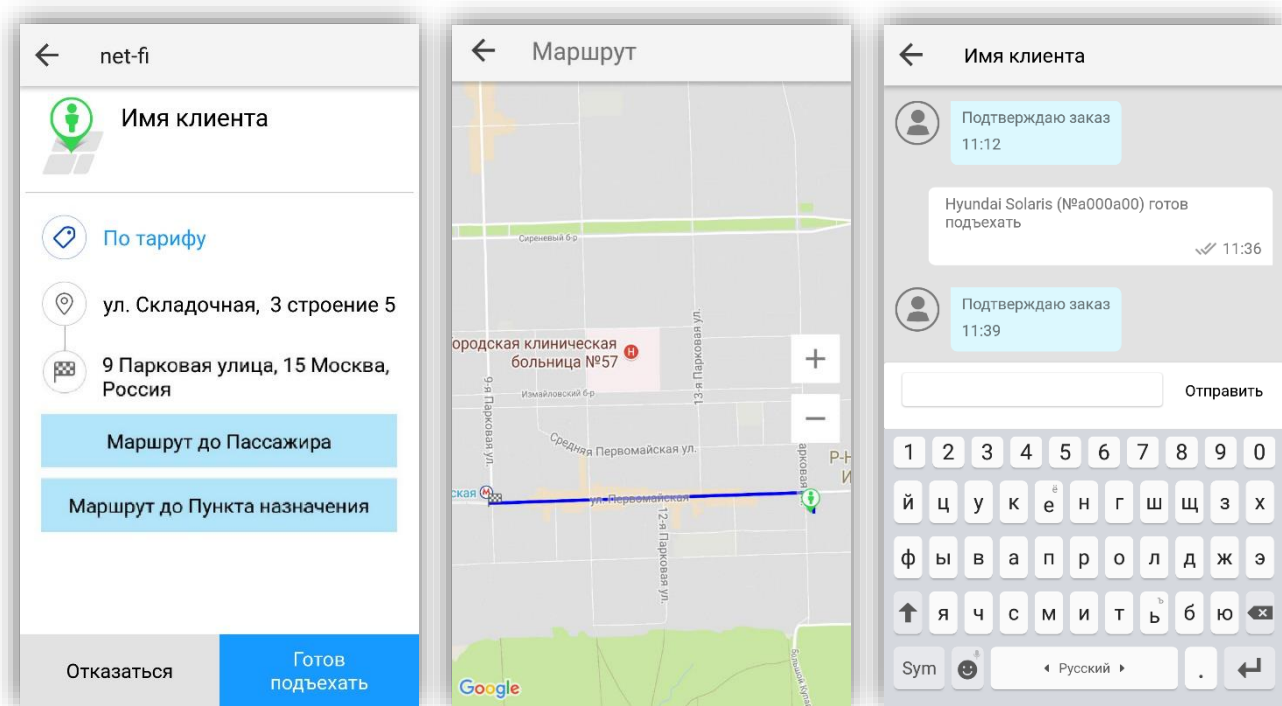 net-fi
Имя клиента
По тарифу
ул. Складочная, 3 строение 5
9 Парковая улица, 15 Москва,
Россия
Маршрут до Пассажира
Маршрут до Пункта назначения
Отказаться
Готов
подъехать
Маршрут
Сиреневый б-р
ородская клиническая
больница №57
H
13-я Парковая ул.
9-я Парковая ул.
Измайловский б-р
Средняя Первомайская ул.
арковая
Р-Н
И
ская
М
ул. Первомайская
12-я Парковая ул.
+
−
Google
Имя клиента
Подтверждаю заказ
11:12
Hyundai Solaris (№a000a00) готов
подъехать
11:36
Подтверждаю заказ
11:39
Отправить
1 2 3 4 5 6 7 8 9 0
й ц у к е ё н г ш щ з х
ф ы в а п р о л д ж э
я ч с м и т ь ъ б ю
Sym Русский .